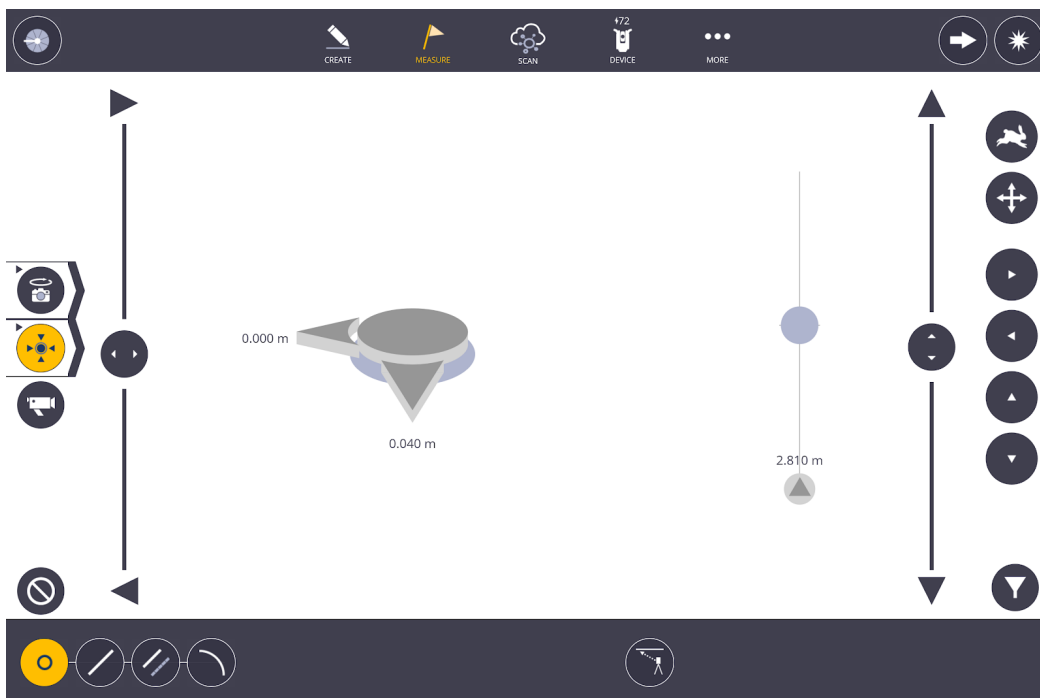 72
CREATE
MEASURE
SCAN
DEVICE
MORE
0.000 m
0.040 m
2.810 m